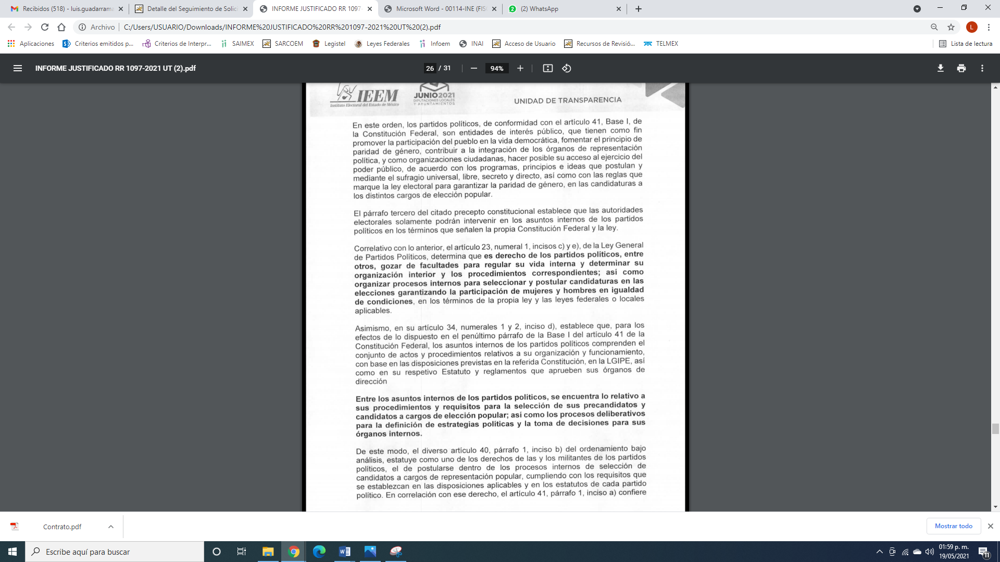 Recibidos (518) - luis.guadarrama
Detalle del Seguimiento de Solici
INFORME JUSTIFICADO RR 1097-
Microsoft Word - 00114-INE (FIS
(2) WhatsApp
Archivo
C:/Users/USUARIO/Downloads/INFORME%20JUSTIFICADO%20RR%201097-2021%20UT%20(2).pdf
L
Aplicaciones
Criterios emitidos p...
Criterios de Interpr...
SAIMEX
SARCOEM
Legistel
Leyes Federales
Infoem
INAI
Acceso de Usuario
Recursos de Revisió...
TELMEX
Lista de lectura
INFORME JUSTIFICADO RR 1097-2021 UT (2).pdf
26 / 31
94%
IEEM
Instituto Electoral del Estado de México
JUNIO2021
DIPUTACIONES LOCALES
Y AYUNTAMIENTOS
UNIDAD DE TRANSPARENCIA
En este orden, los partidos políticos, de conformidad con el artículo 41, Base I, de
la Constitución Federal, son entidades de interés público, que tienen como fin
promover la participación del pueblo en la vida democrática, fomentar el principio de
paridad de género, contribuir a la integración de los órganos de representación
política, y como organizaciones ciudadanas, hacer posible su acceso al ejercicio del
poder público, de acuerdo con los programas, principios e ideas que postulan y
mediante el sufragio universal, libre, secreto y directo, así como con las reglas que
marque la ley electoral para garantizar la paridad de género, en las candidaturas a
los distintos cargos de elección popular.
El párrafo tercero del citado precepto constitucional establece que las autoridades
electorales solamente podrán intervenir en los asuntos internos de los partidos
políticos en los términos que señalen la propia Constitución Federal y la ley.
Correlativo con lo anterior, el artículo 23, numeral 1, incisos c) y e), de la Ley General
de Partidos Políticos, determina que es derecho de los partidos políticos, entre
otros, gozar de facultades para regular su vida interna y determinar su
organización interior y los procedimientos correspondientes; así como
organizar procesos internos para seleccionar y postular candidaturas en las
elecciones garantizando la participación de mujeres y hombres en igualdad
de condiciones, en los términos de la propia ley y las leyes federales o locales
aplicables.
Asimismo, en su artículo 34, numerales 1 y 2, inciso d), establece que, para los
efectos de lo dispuesto en el penúltimo párrafo de la Base I del artículo 41 de la
Constitución Federal, los asuntos internos de los partidos políticos comprenden el
conjunto de actos y procedimientos relativos a su organización y funcionamiento,
con base en las disposiciones previstas en la referida Constitución, en la LGIPE, así
como en su respetivo Estatuto y reglamentos que aprueben sus órganos de
dirección
Entre los asuntos internos de los partidos políticos, se encuentra lo relativo a
sus procedimientos y requisitos para la selección de sus precandidatos y
candidatos a cargos de elección popular; así como los procesos deliberativos
para la definición de estrategias políticas y la toma de decisiones para sus
órganos internos.
De este modo, el diverso artículo 40, párrafo 1, inciso b) del ordenamiento bajo
análisis, estatuye como uno de los derechos de las y los militantes de los partidos
políticos, el de postularse dentro de los procesos internos de selección de
candidatos a cargos de representación popular, cumpliendo con los requisitos que
se establezcan en las disposiciones aplicables y en los estatutos de cada partido
político. En correlación con ese derecho, el artículo 41, párrafo 1, inciso a) confiere
Contrato.pdf
Mostrar todo
Escribe aquí para buscar
01:59 p. m.
19/05/2021
11